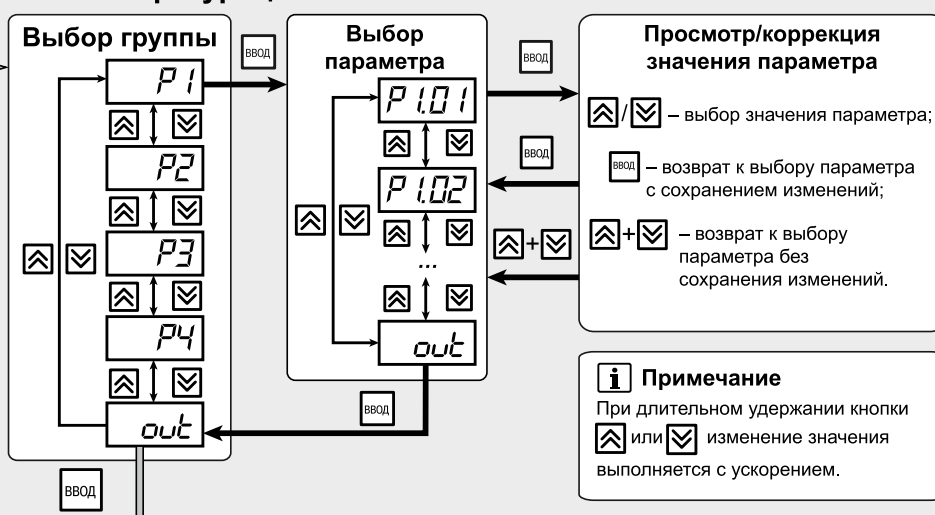 Выбор группы
P1
P2
P3
P4
out
ВВОД
ВВОД
Выбор
параметра
P1.01
P1.02
...
out
ВВОД
ВВОД
ВВОД
+
Просмотр/коррекция
значения параметра
/ – выбор значения параметра;
ВВОД – возврат к выбору параметра
с сохранением изменений;
+ – возврат к выбору
параметра без
сохранения изменений.
i Примечание
При длительном удержании кнопки
или изменение значения
выполняется с ускорением.